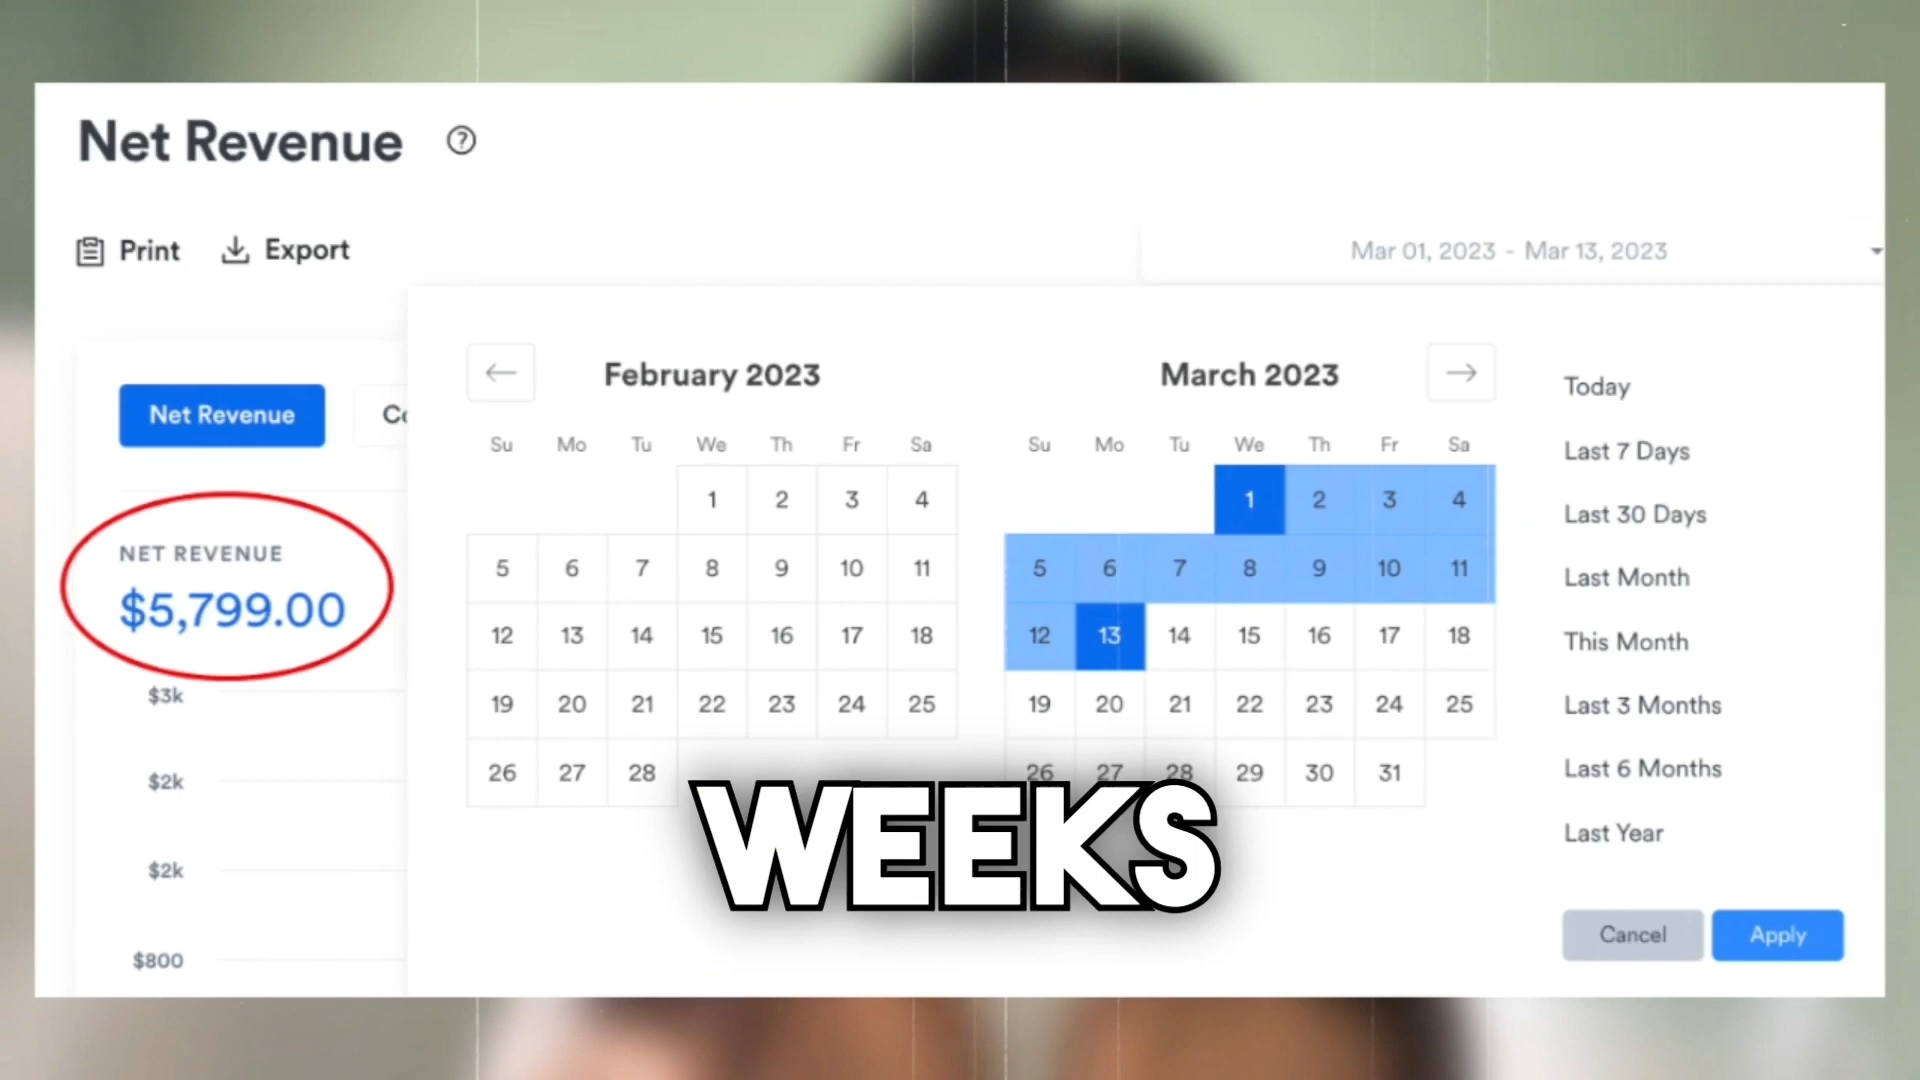 Net Revenue ?
Print Export
Mar 01, 2023 - Mar 13, 2023
Net Revenue Co
NET REVENUE
$5,799.00
$3k
$2k
$2k
$800
February 2023
Su Mo Tu We Th Fr Sa
1 2 3 4
5 6 7 8 9 10 11
12 13 14 15 16 17 18
19 20 21 22 23 24 25
26 27 28
March 2023
Su Mo Tu We Th Fr Sa
1 2 3 4
5 6 7 8 9 10 11
12 13 14 15 16 17 18
19 20 21 22 23 24 25
26 27 28 29 30 31
Today
Last 7 Days
Last 30 Days
Last Month
This Month
Last 3 Months
Last 6 Months
Last Year
Cancel Apply
WEEKS